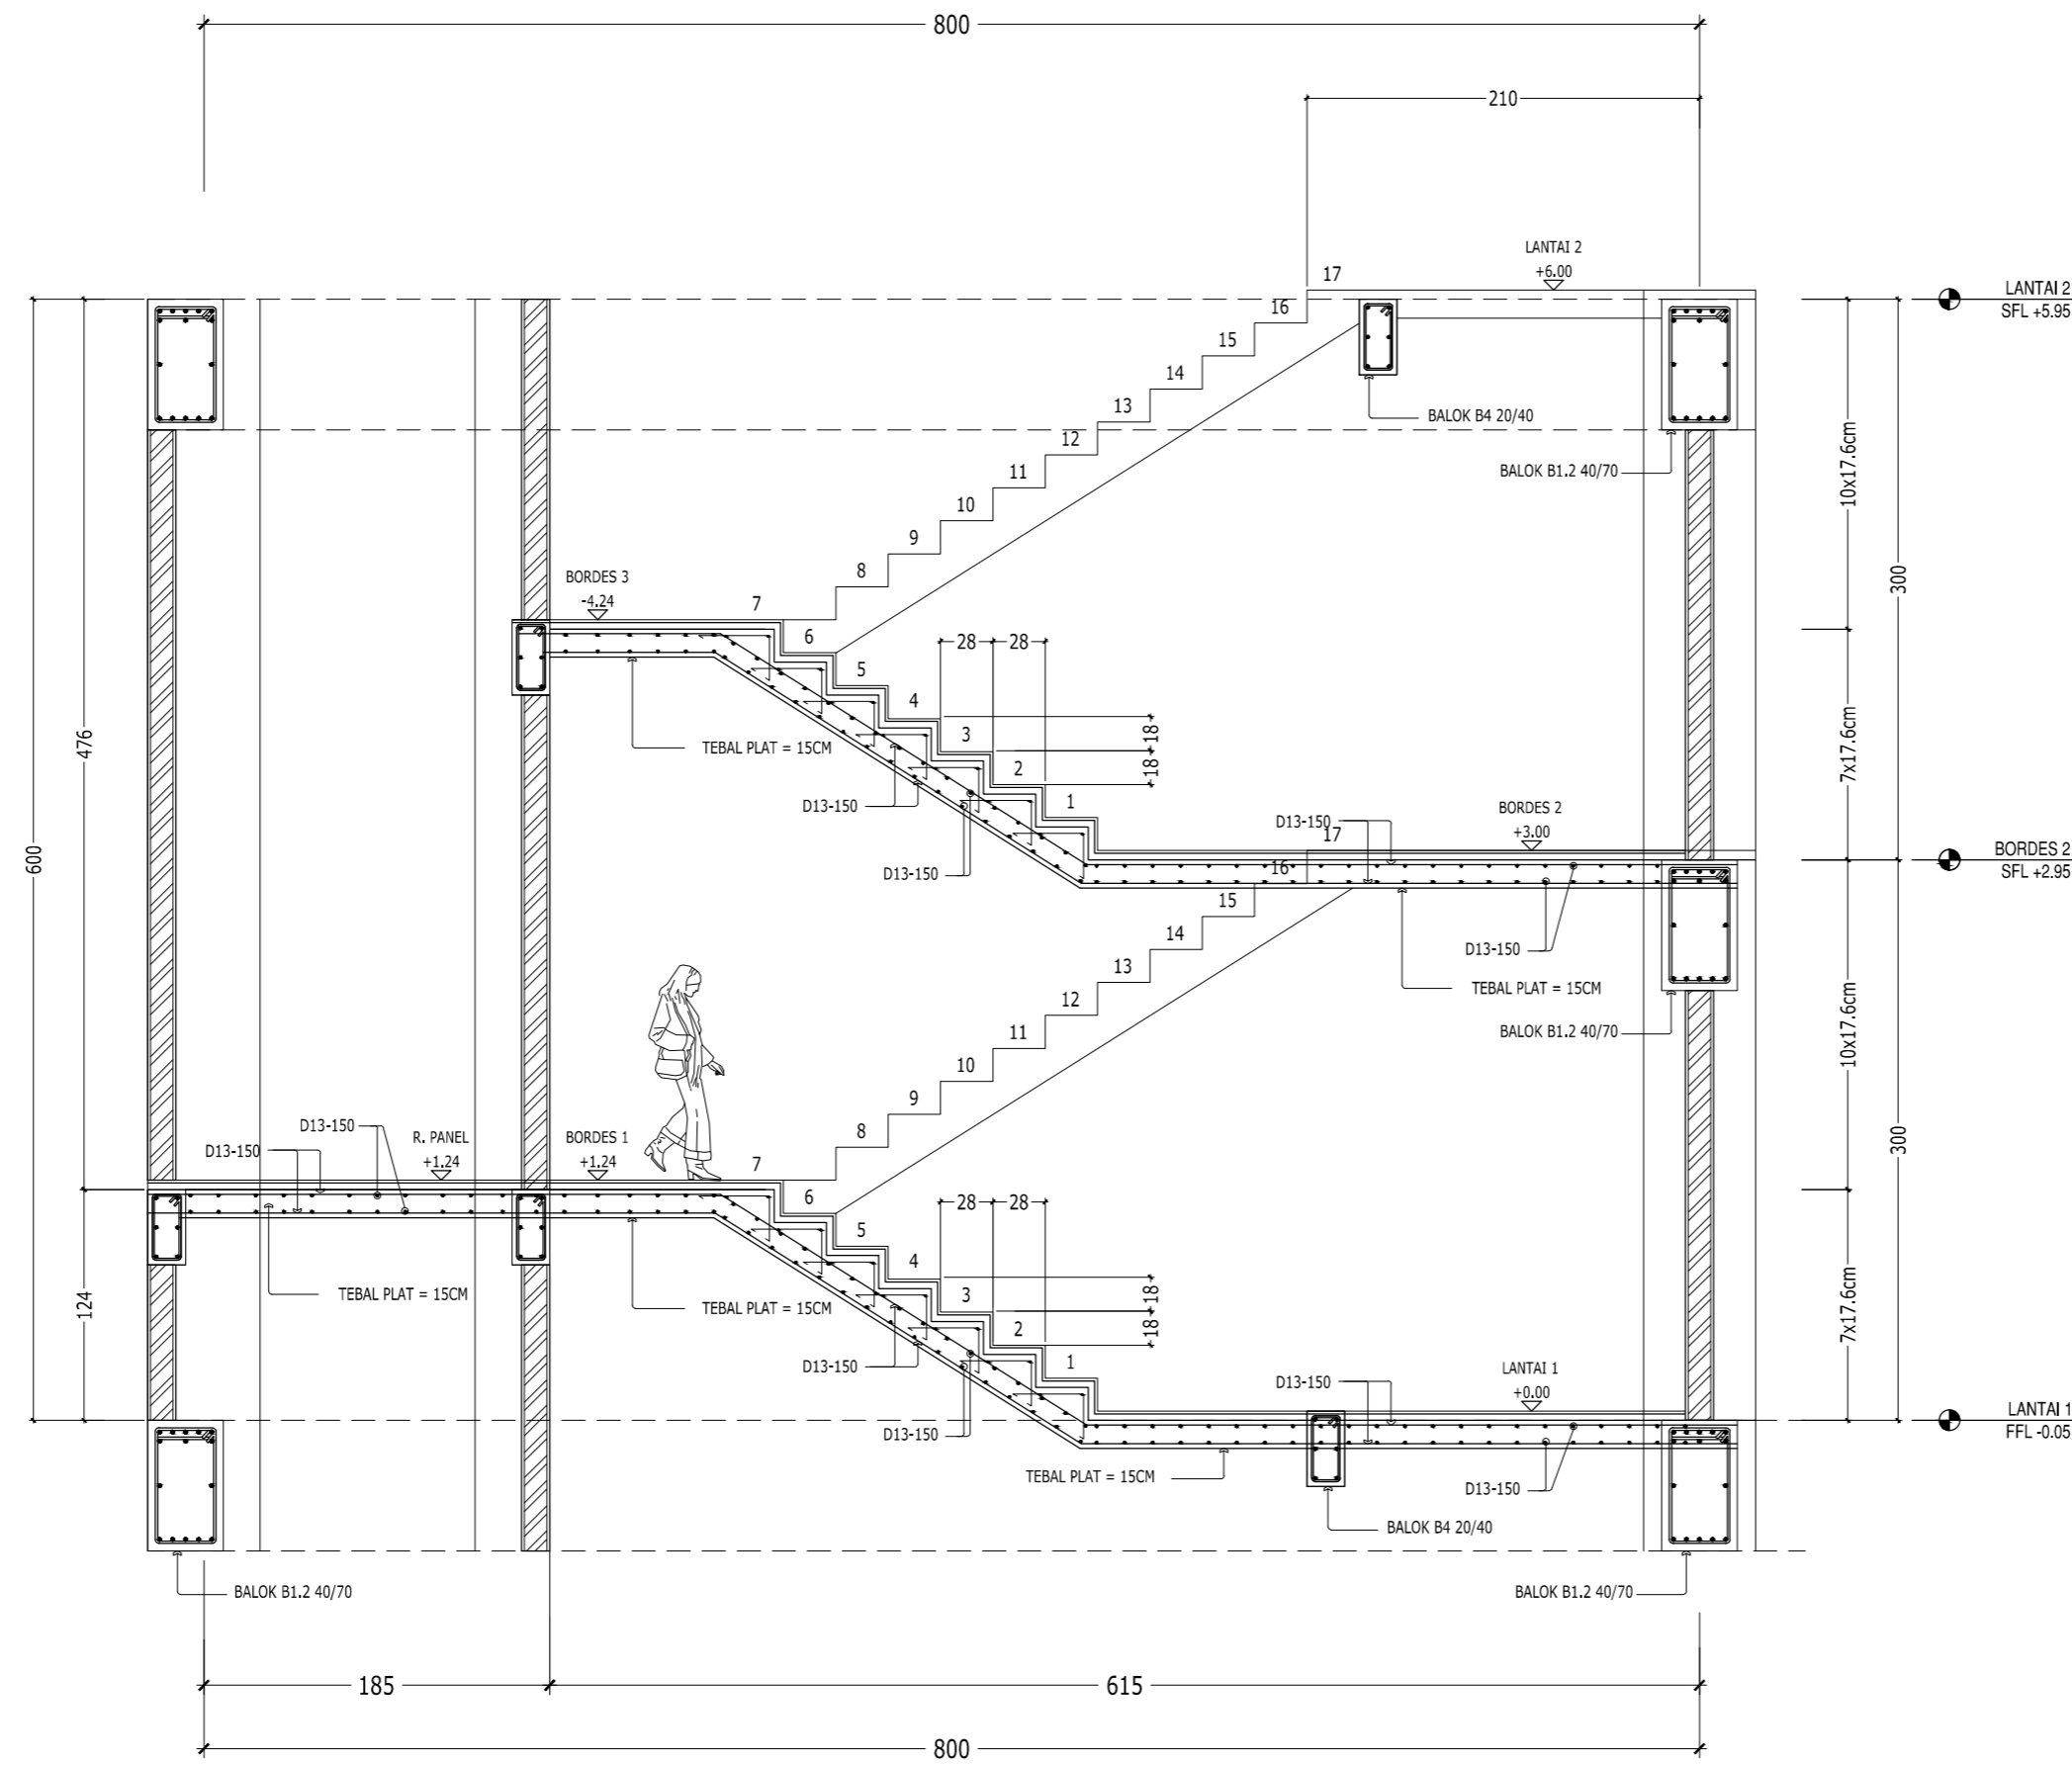 800
210
LANTAI 2
+6.00
17
LANTAI 2
SFL +5.95
16
15
14
BALOK B4 20/40
13
12
BALOK B1.2 40/70
11
10x17.6cm
10
9
BORDES 3
-4.24
8
300
7
6
28
28
5
4
18
3
18
476
TEBAL PLAT = 15CM
2
7x17.6cm
D13-150
1
BORDES 2
+3.00
D13-150
17
BORDES 2
SFL +2.95
600
D13-150
16
15
14
D13-150
13
TEBAL PLAT = 15CM
12
BALOK B1.2 40/70
11
10x17.6cm
10
9
D13-150
R. PANEL
+1.24
BORDES 1
+1.24
8
300
D13-150
7
6
28
28
5
4
18
3
18
TEBAL PLAT = 15CM
TEBAL PLAT = 15CM
124
2
7x17.6cm
D13-150
1
LANTAI 1
+0.00
D13-150
LANTAI 1
FFL -0.05
D13-150
TEBAL PLAT = 15CM
D13-150
BALOK B4 20/40
BALOK B1.2 40/70
BALOK B1.2 40/70
185
615
800